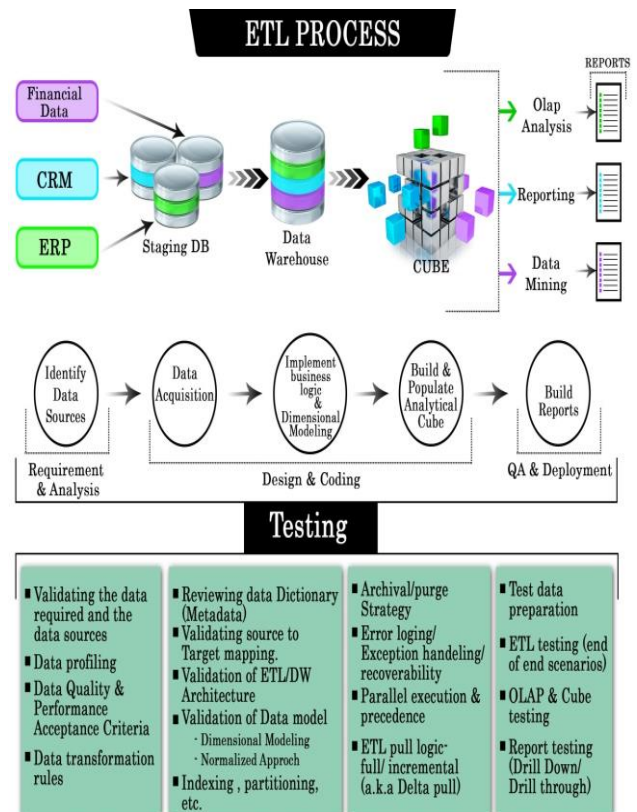 ETL PROCESS
REPORTS
Financial
Data
CRM
ERP
Staging DB
Data
Warehouse
CUBE
Olap
Analysis
Reporting
Data
Mining
Identify
Data
Sources
Data
Acquisition
Implement
business
logic
&
Dimensional
Modeling
Build &
Populate
Analytical
Cube
Build
Reports
Requirement
& Analysis
Design & Coding
QA & Deployment
Testing
▪ Validating the data
required and the
data sources
▪ Data profiling
▪ Data Quality &
Performance
Acceptance Criteria
▪ Data transformation
rules
▪ Reviewing data Dictionary
(Metadata)
▪ Validating source to
Target mapping.
▪ Validation of ETL/DW
Architecture
▪ Validation of Data model
- Dimensional Modeling
- Normalized Approch
▪ Indexing , partitioning,
etc.
▪ Archival/purge
Strategy
▪ Error loging/
Exception handeling/
recoverability
▪ Parallel execution &
precedence
▪ ETL pull logic-
full/ incremental
(a.k.a Delta pull)
▪ Test data
preparation
▪ ETL testing (end
of end scenarios)
▪ OLAP & Cube
testing
▪ Report testing
(Drill Down/
Drill through)